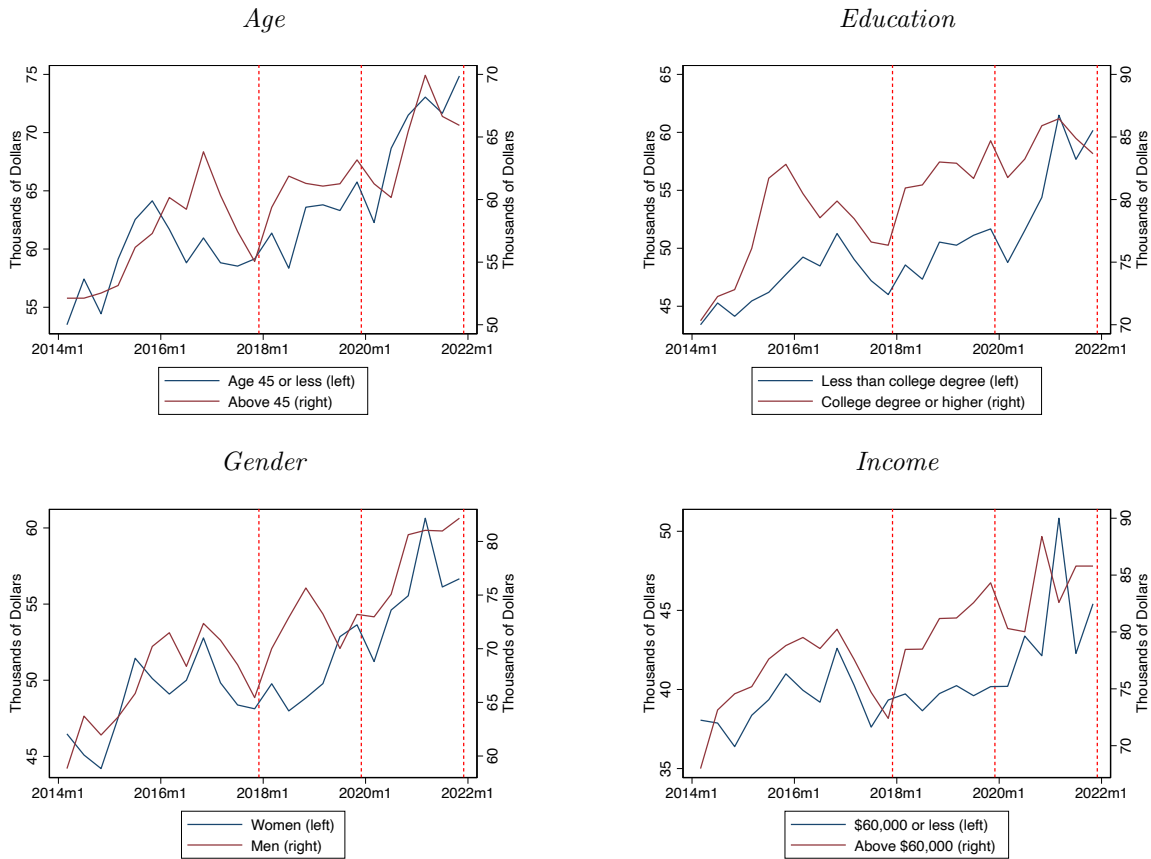 Age
Thousands of Dollars
75
70
65
60
55
70
65
60
55
50
Thousands of Dollars
2014m1 2016m1 2018m1 2020m1 2022m1
Age 45 or less (left)
Above 45 (right)
Education
Thousands of Dollars
65
60
55
50
45
90
85
80
75
70
Thousands of Dollars
2014m1 2016m1 2018m1 2020m1 2022m1
Less than college degree (left)
College degree or higher (right)
Gender
Thousands of Dollars
60
55
50
45
80
75
70
65
60
Thousands of Dollars
2014m1 2016m1 2018m1 2020m1 2022m1
Women (left)
Men (right)
Income
Thousands of Dollars
50
45
40
35
90
85
80
75
70
Thousands of Dollars
2014m1 2016m1 2018m1 2020m1 2022m1
$60,000 or less (left)
Above $60,000 (right)